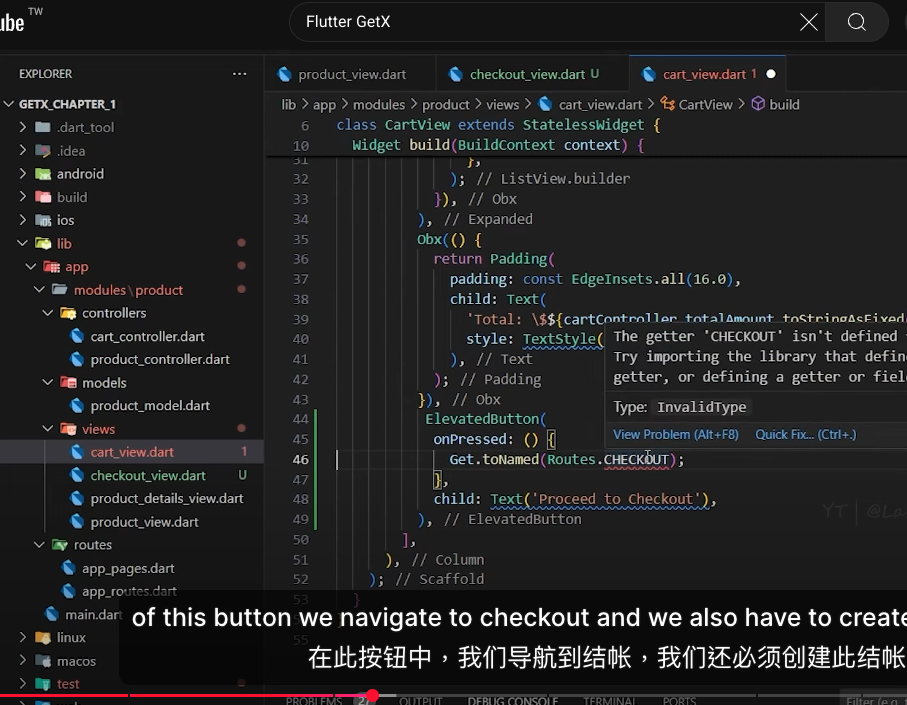 ube TW
Flutter GetX
EXPLORER
GETX_CHAPTER_1
.dart_tool
.idea
android
build
ios
lib
app
modules\product
controllers
cart_controller.dart
product_controller.dart
models
product_model.dart
views
cart_view.dart 1
checkout_view.dart U
product_details_view.dart
product_view.dart
routes
app_pages.dart
app_routes.dart
main.dart
linux
macos
test
product_view.dart
checkout_view.dart U
cart_view.dart 1
lib > app > modules > product > views > cart_view.dart > CartView > build
6 class CartView extends StatelessWidget {
10 Widget build(BuildContext context) {
31 },
32 ); // ListView.builder
33 }), // Obx
34 ), // Expanded
35 Obx(() {
36 return Padding(
37 padding: const EdgeInsets.all(16.0),
38 child: Text(
39 'Total: \$${cartController.totalAmount.toStringAsFixed
40 style: TextStyle(
41 ), // Text
42 ); // Padding
43 }), // Obx
44 ElevatedButton(
45 onPressed: () {
46 Get.toNamed(Routes.CHECKOUT);
47 },
48 child: Text('Proceed to Checkout'),
49 ), // ElevatedButton
50 ],
51 ), // Column
52 ); // Scaffold
53 }
55
The getter 'CHECKOUT' isn't defined
Try importing the library that define
getter, or defining a getter or fiel
Type: InvalidType
View Problem (Alt+F8) Quick Fix... (Ctrl+.)
YT | @La
of this button we navigate to checkout and we also have to create
在此按钮中，我们导航到结帐，我们还必须创建此结帐
PROBLEMS OUTPUT DEBUG CONSOLE TERMINAL PORTS Filter (e.g.